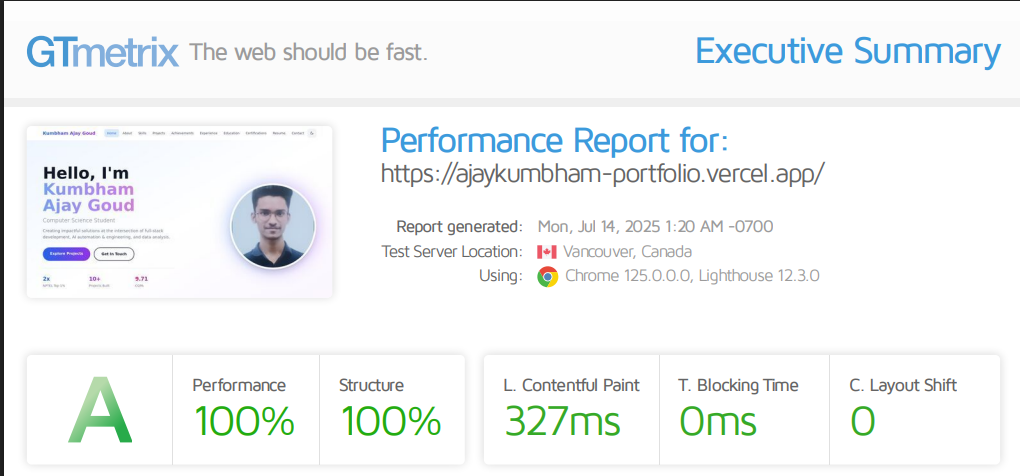 GTmetrix The web should be fast.
Executive Summary
Kumbham Ajay Goud
Home About Skills Projects Achievements Experience Education Certifications Resume Contact
Hello, I'm
Kumbham
Ajay Goud
Computer Science Student
Creating impactful solutions at the intersection of full-stack
development, AI automation & engineering, and data analysis.
Explore Projects Get in Touch
2x 10+ 9.71
Projects Built CGPA
Performance Report for:
https://ajaykumbham-portfolio.vercel.app/
Report generated: Mon, Jul 14, 2025 1:20 AM -0700
Test Server Location: Vancouver, Canada
Using: Chrome 125.0.0.0, Lighthouse 12.3.0
A
Performance
100%
Structure
100%
L. Contentful Paint
327ms
T. Blocking Time
0ms
C. Layout Shift
0